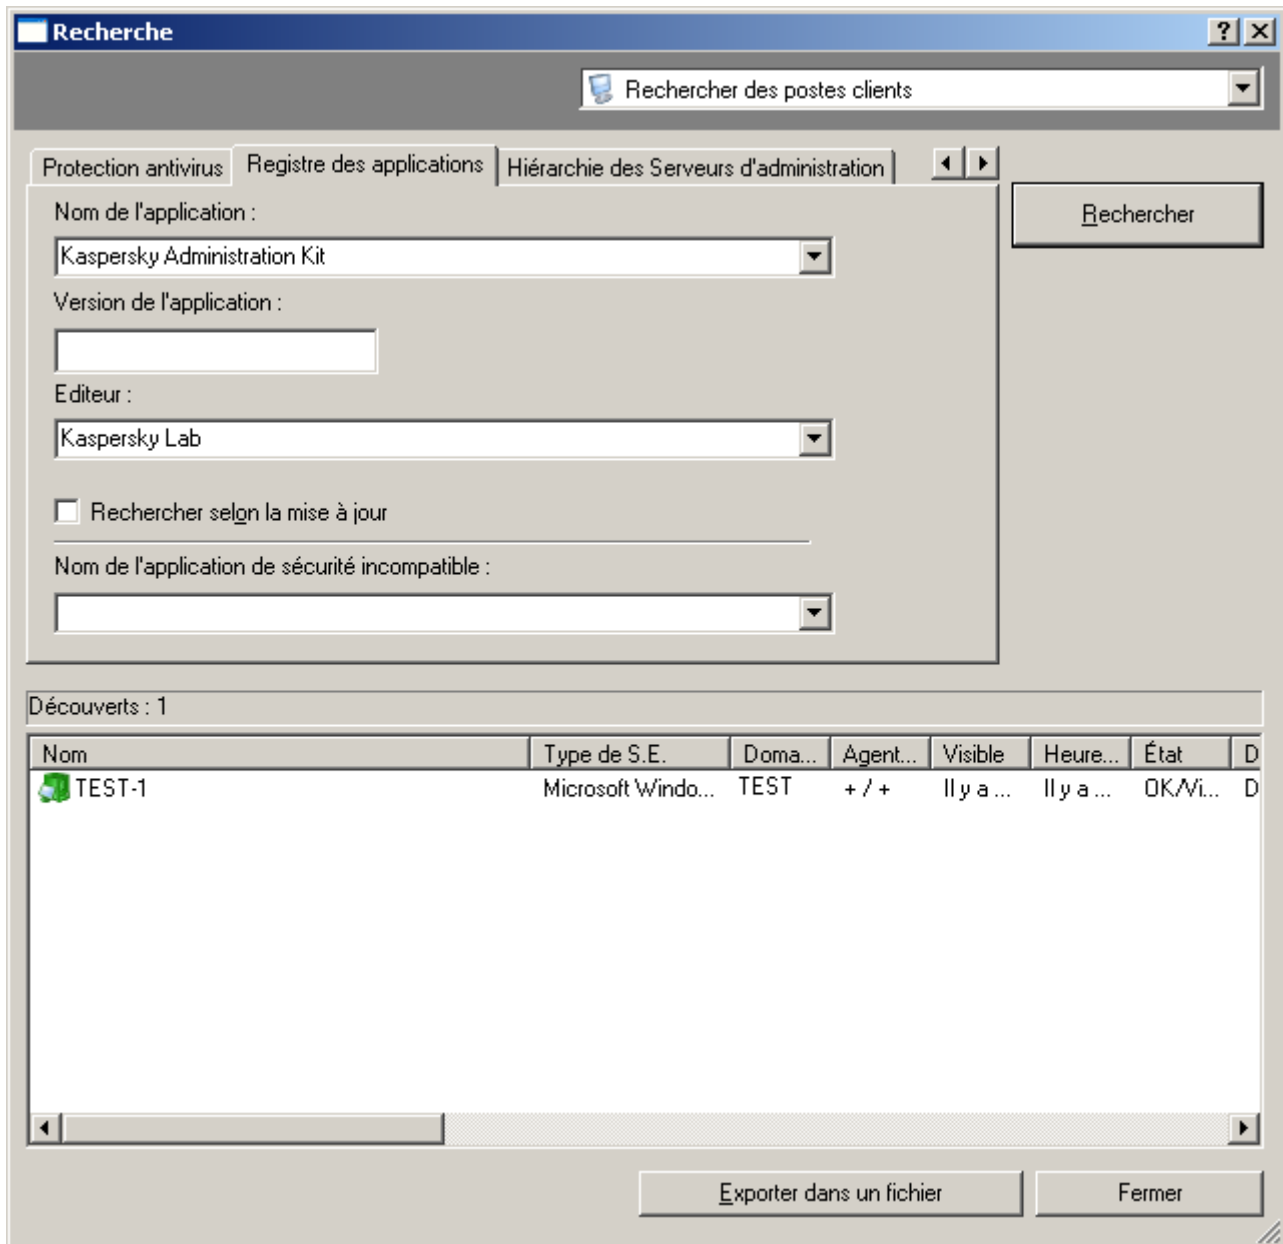 Recherche
Rechercher des postes clients
Protection antivirus Registre des applications Hiérarchie des Serveurs d'administration
Nom de l'application :
Rechercher
Kaspersky Administration Kit
Version de l'application :
Editeur :
Kaspersky Lab
Rechercher selon la mise à jour
Nom de l'application de sécurité incompatible :
Découverts : 1
Nom Type de S.E. Doma... Agent... Visible Heure... État D
TEST-1 Microsoft Windo... TEST + / + Il y a ... Il y a ... OK/Vi... D
Exporter dans un fichier Fermer